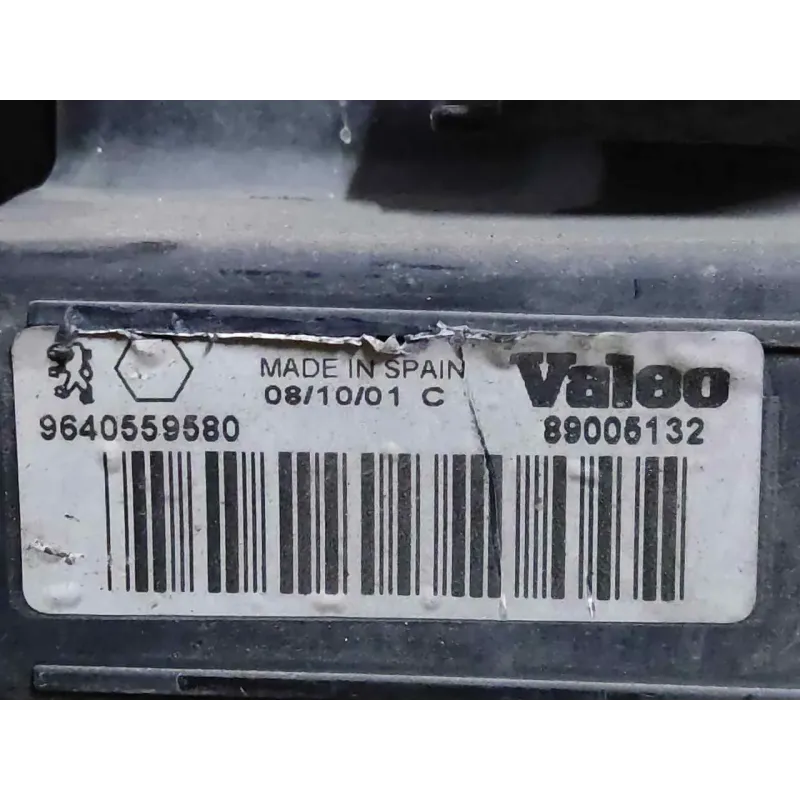 MADE IN SPAIN
08/10/01 C
Valeo
9640559580
89005132